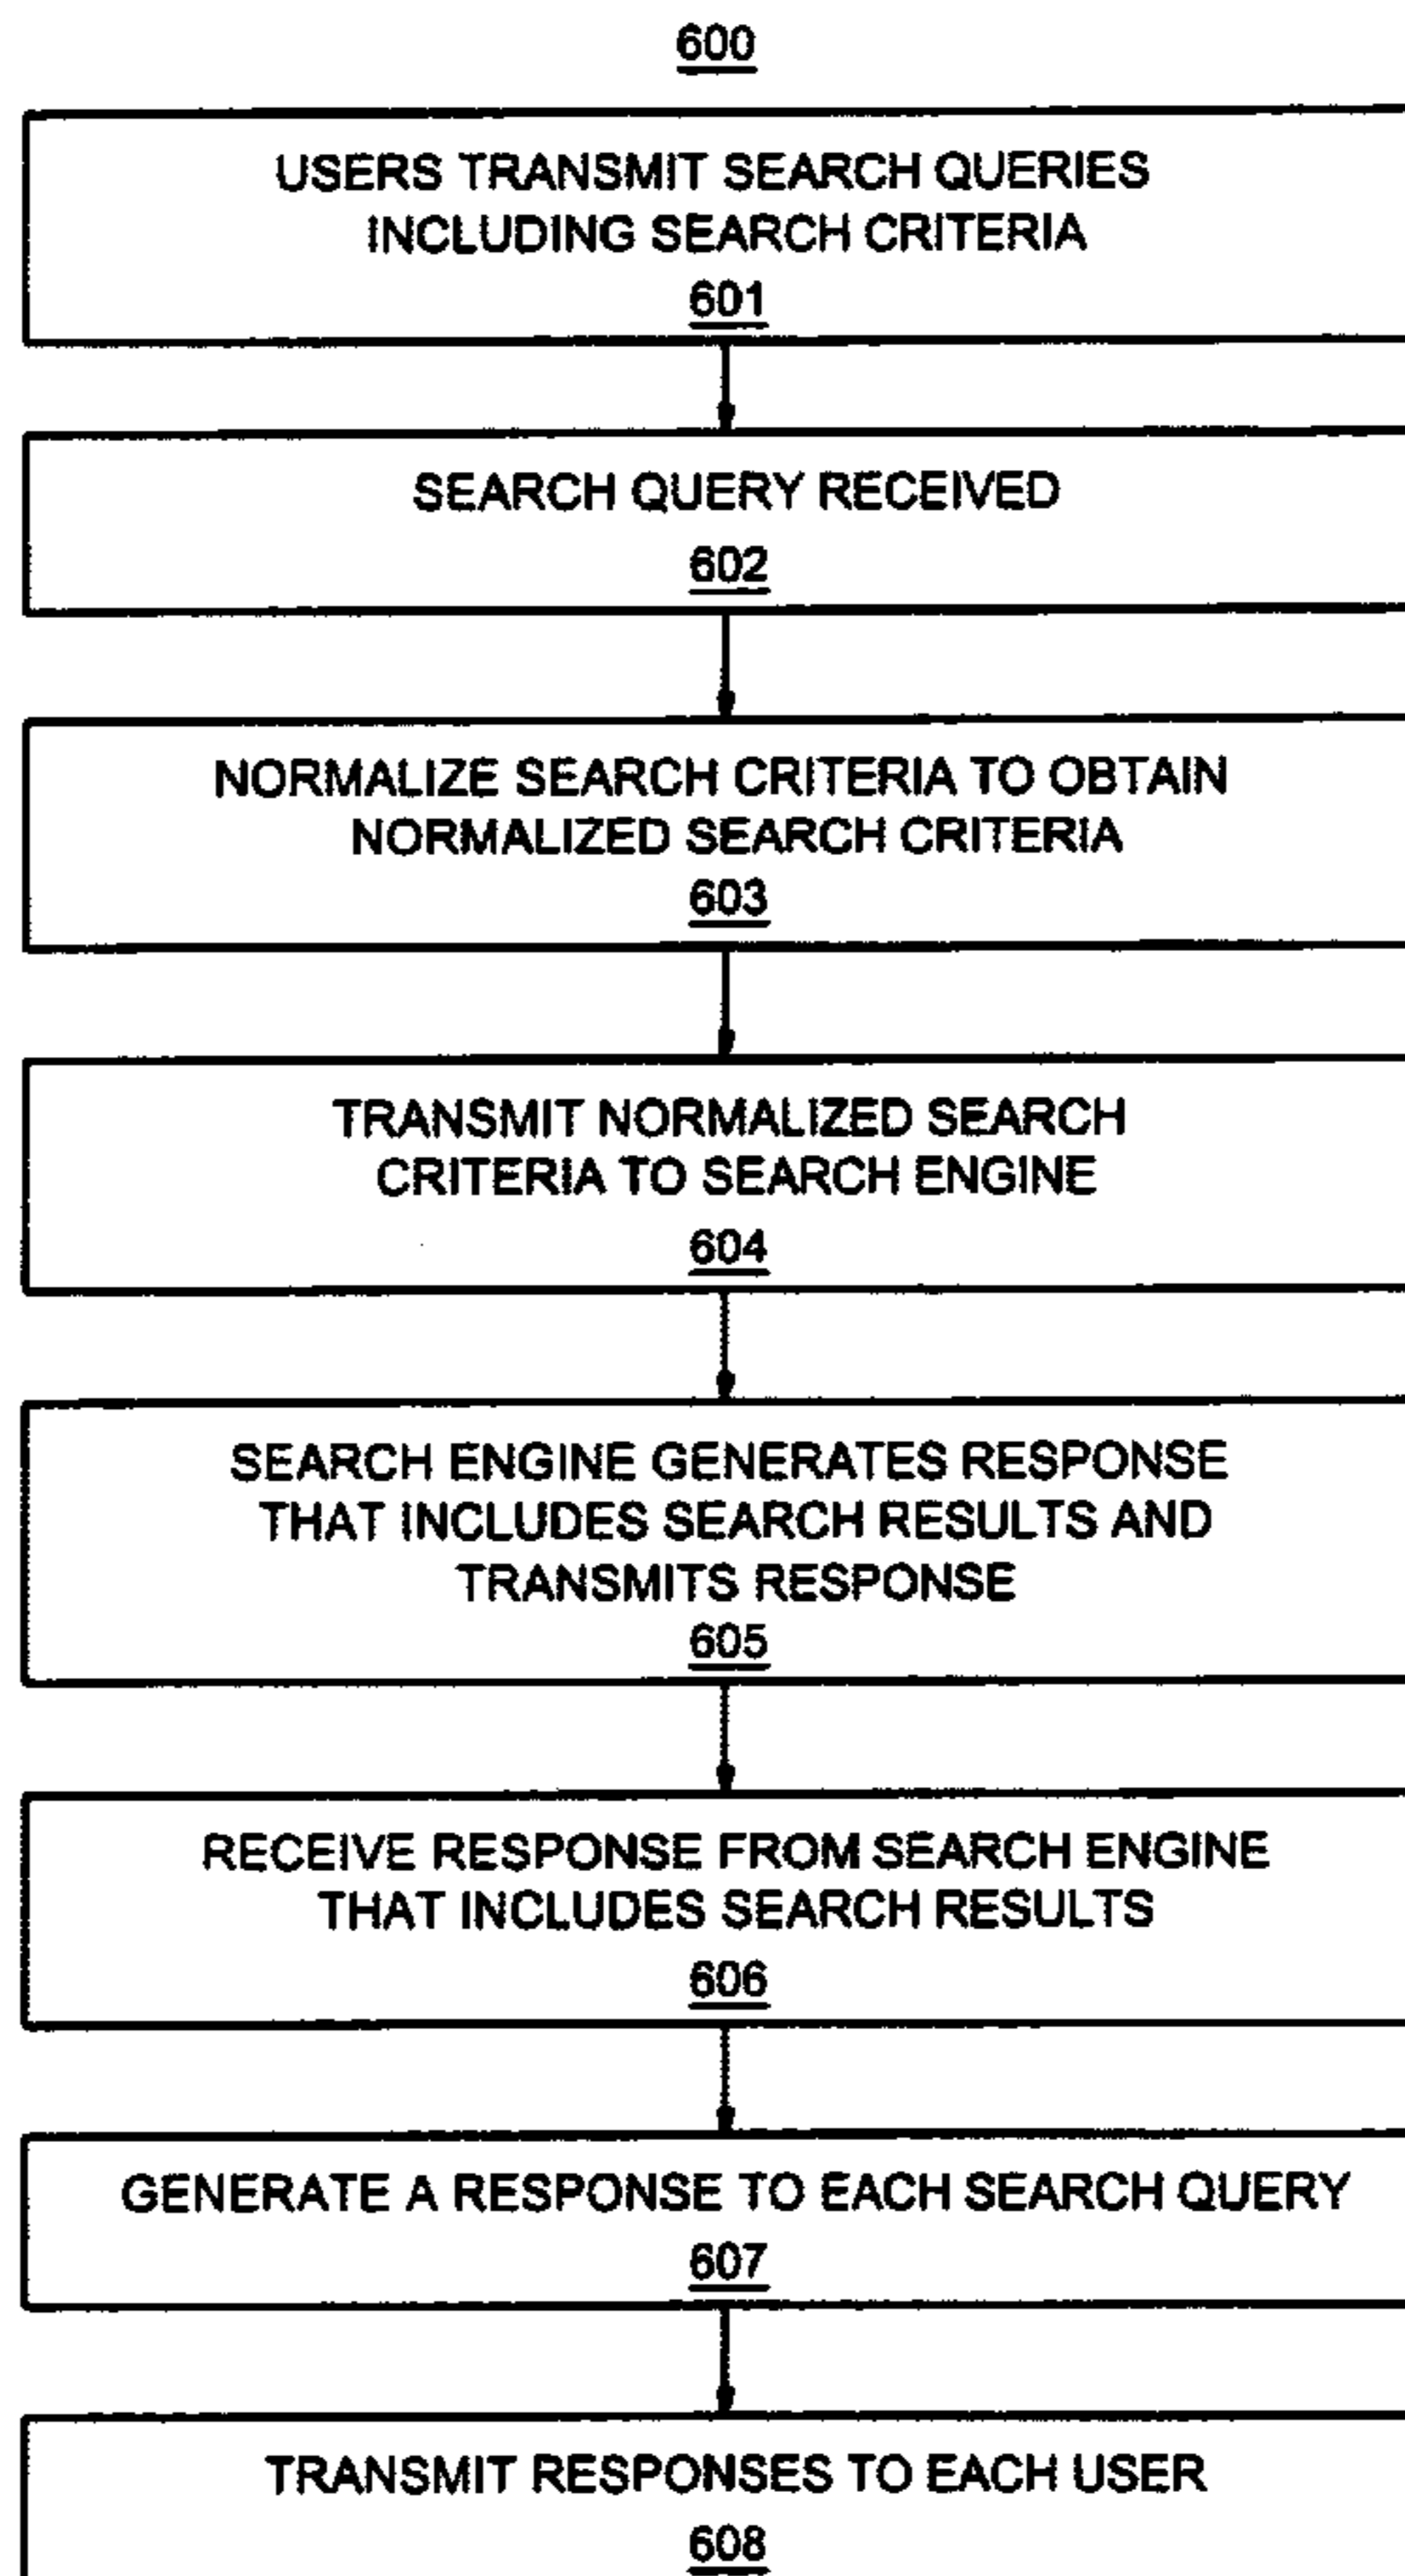 600
USERS TRANSMIT SEARCH QUERIES
INCLUDING SEARCH CRITERIA
601
SEARCH QUERY RECEIVED
602
NORMALIZE SEARCH CRITERIA TO OBTAIN
NORMALIZED SEARCH CRITERIA
603
TRANSMIT NORMALIZED SEARCH
CRITERIA TO SEARCH ENGINE
604
SEARCH ENGINE GENERATES RESPONSE
THAT INCLUDES SEARCH RESULTS AND
TRANSMITS RESPONSE
605
RECEIVE RESPONSE FROM SEARCH ENGINE
THAT INCLUDES SEARCH RESULTS
606
GENERATE A RESPONSE TO EACH SEARCH QUERY
607
TRANSMIT RESPONSES TO EACH USER
608